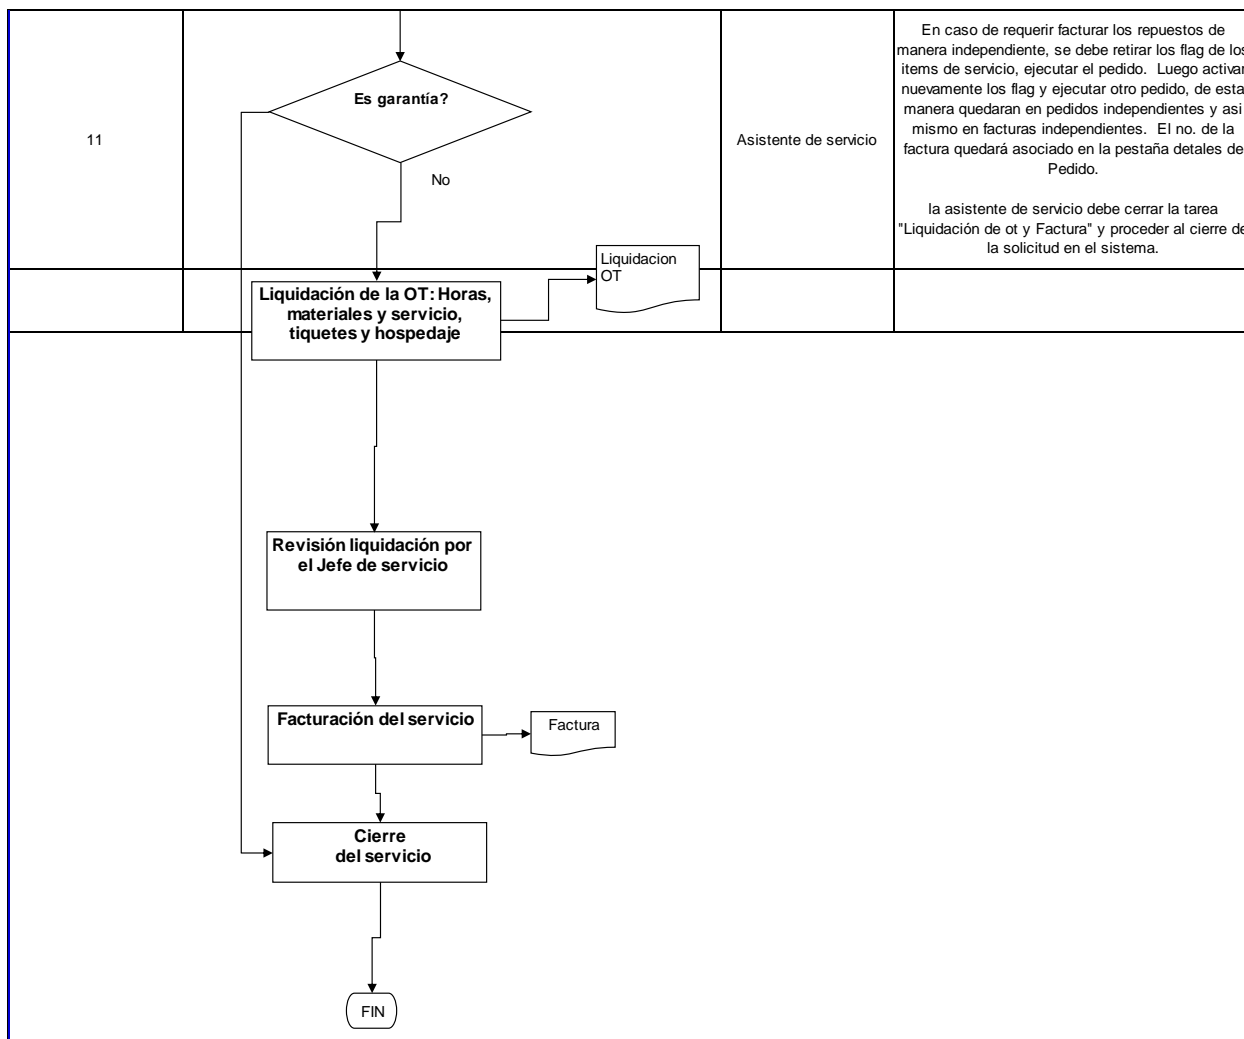 11
Es garantía?
No
Asistente de servicio
En caso de requerir facturar los repuestos de
manera independiente, se debe retirar los flag de los
items de servicio, ejecutar el pedido.  Luego activar
nuevamente los flag y ejecutar otro pedido, de esta
manera quedaran en pedidos independientes y asi
mismo en facturas independientes.  El no. de la
factura quedará asociado en la pestaña detales de
Pedido.
la asistente de servicio debe cerrar la tarea
"Liquidación de ot y Factura" y proceder al cierre de
la solicitud en el sistema.
Liquidacion
OT
Liquidación de la OT: Horas,
materiales y servicio,
tiquetes y hospedaje
Revisión liquidación por
el Jefe de servicio
Facturación del servicio
Factura
Cierre
del servicio
FIN